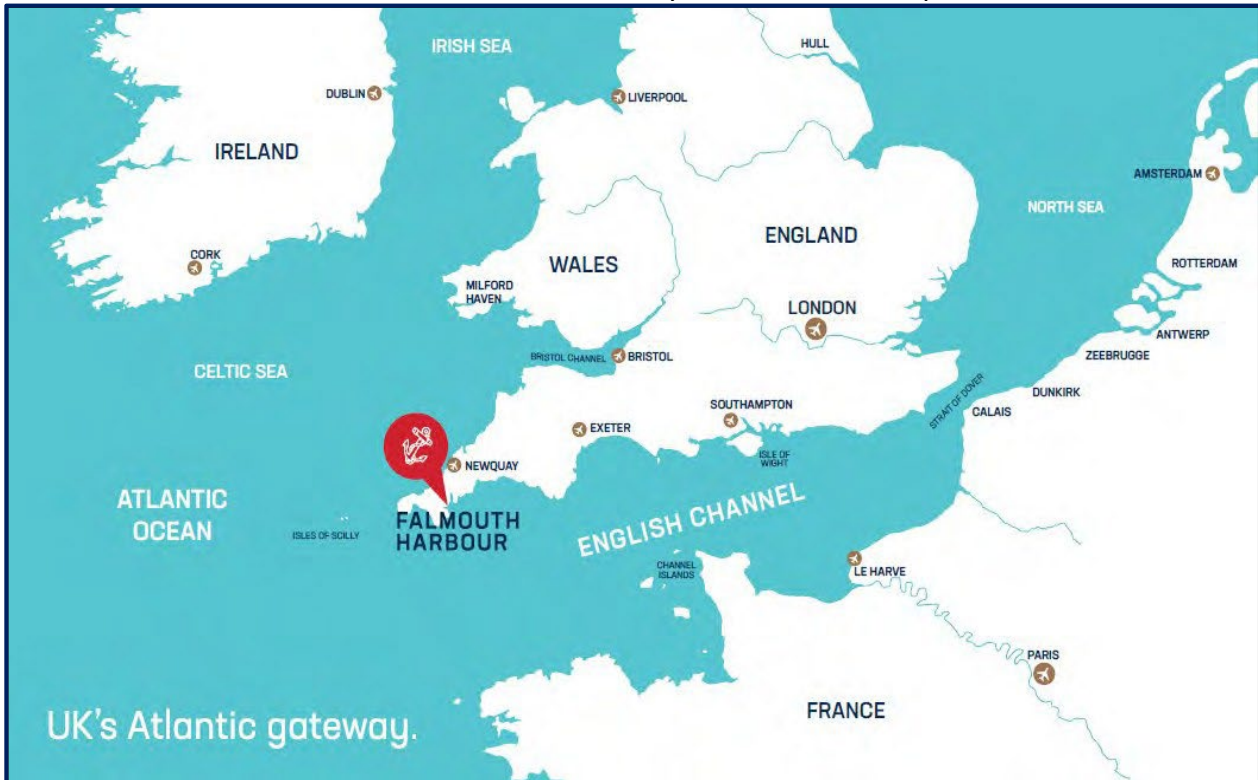 IRISH SEA
HULL
DUBLIN
LIVERPOOL
IRELAND
AMSTERDAM
NORTH SEA
ENGLAND
CORK
WALES
ROTTERDAM
MILFORD
HAVEN
LONDON
ANTWERP
BRISTOL CHANNEL
BRISTOL
ZEEBRUGGE
CELTIC SEA
DUNKIRK
STRAIT OF DOVER
SOUTHAMPTON
CALAIS
EXETER
ISLE OF
WIGHT
NEWQUAY
ATLANTIC
OCEAN
ISLES OF SCILLY
FALMOUTH
HARBOUR
ENGLISH CHANNEL
CHANNEL
ISLANDS
LE HARVE
PARIS
FRANCE
UK's Atlantic gateway.